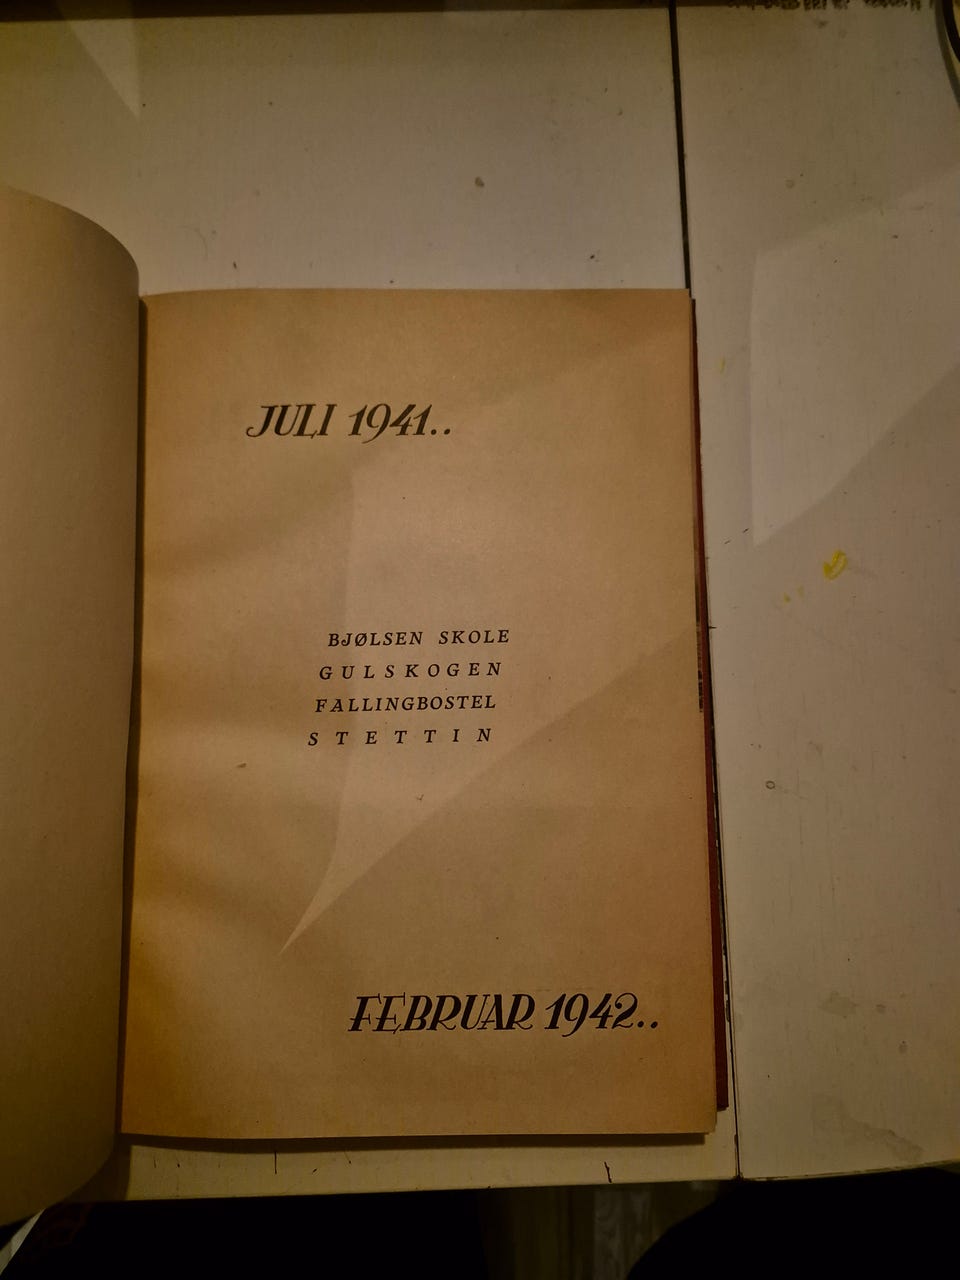 JULI 1941..
BJØLSEN SKOLE
GULSKOGEN
FALLINGBOSTEL
STETTIN
FEBRUAR 1942..